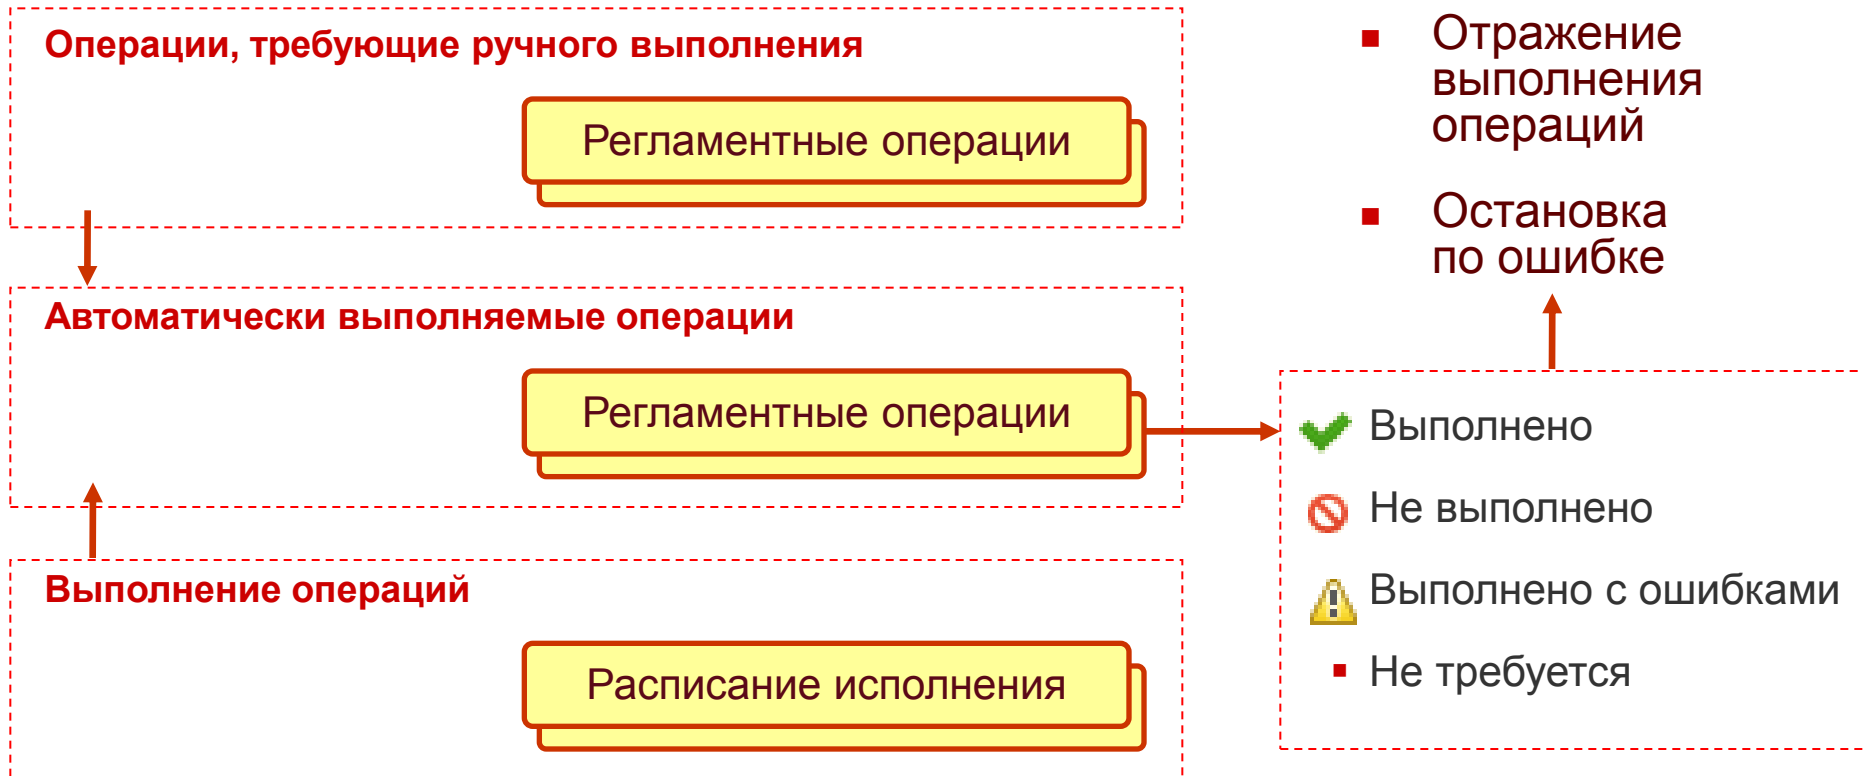 Операции, требующие ручного выполнения
Регламентные операции
Автоматически выполняемые операции
Регламентные операции
Выполнение операций
Расписание исполнения
Отражение
выполнения
операций
Остановка
по ошибке
Выполнено
Не выполнено
Выполнено с ошибками
Не требуется